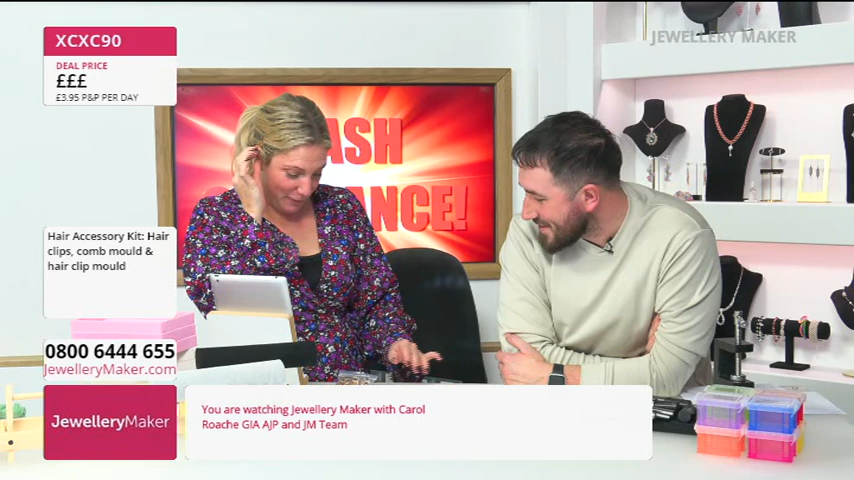 XCXC90
DEAL PRICE
£££
£3.95 P&P PER DAY
JEWELLERY MAKER
ASH
ANCE!
Hair Accessory Kit: Hair
clips, comb mould &
hair clip mould
0800 6444 655
JewelleryMaker.com
JewelleryMaker
You are watching Jewellery Maker with Carol
Roache GIA AJP and JM Team